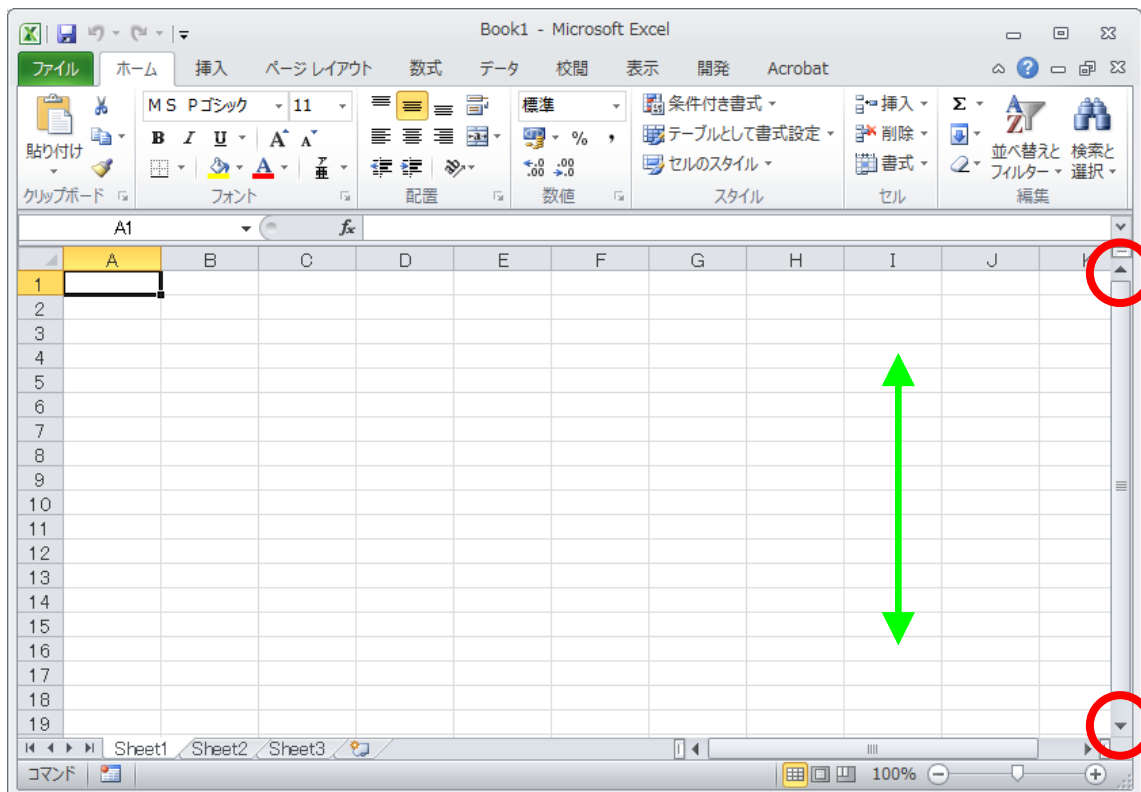 Book1 - Microsoft Excel
ファイル ホーム 挿入 ページ レイアウト 数式 データ 校閲 表示 開発 Acrobat
貼り付け
クリップボード
ＭＳ Ｐゴシック 11
B I U A A
A 亜
フォント
配置
標準
% ,
.0 .00
.00 .0
数値
条件付き書式
テーブルとして書式設定
セルのスタイル
スタイル
挿入
削除
書式
セル
Σ
A
Z
並べ替えと
フィルター
検索と
選択
編集
A1 fx
A B C D E F G H I J K
1
2
3
4
5
6
7
8
9
10
11
12
13
14
15
16
17
18
19
Sheet1 Sheet2 Sheet3
コマンド 100%